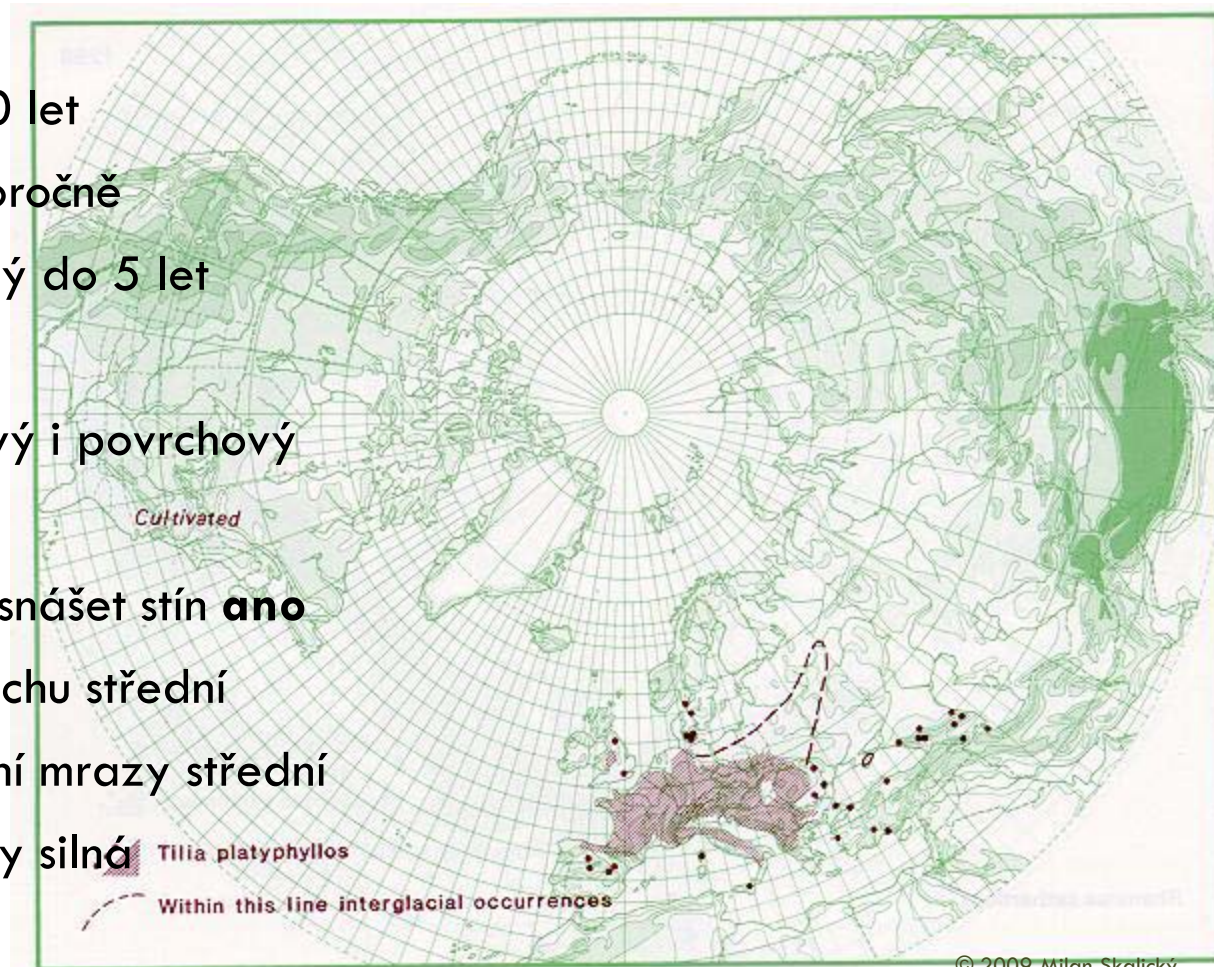 0 let
oročně
ý do 5 let
vý i povrchový
Cultivated
snášet stín ano
chu střední
ní mrazy střední
y silná
Tilia platyphyllos
Within this line interglacial occurrences
© 2009 Milan Skalický